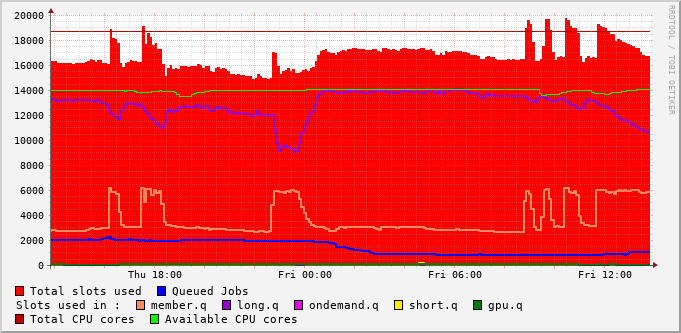 20000
18000
16000
14000
12000
10000
8000
6000
4000
2000
0
Thu 18:00 Fri 00:00 Fri 06:00 Fri 12:00
RRDTOOL / TOBI OETIKER
Total slots used Queued Jobs
Slots used in : member.q long.q ondemand.q short.q gpu.q
Total CPU cores Available CPU cores